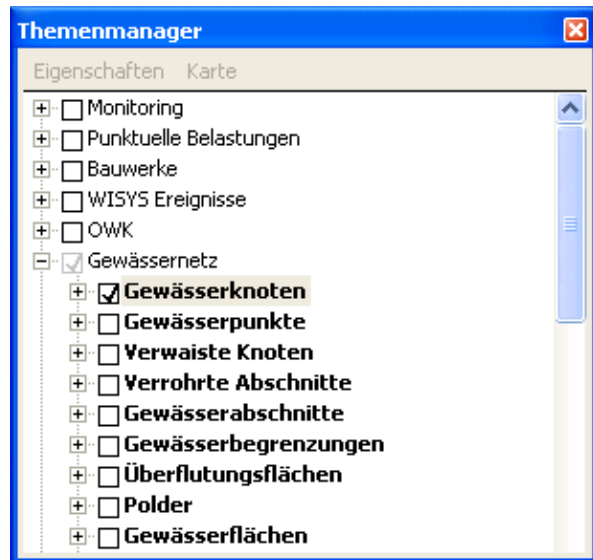 Themenmanager
Eigenschaften Karte
Monitoring
Punktuelle Belastungen
Bauwerke
WISYS Ereignisse
OWK
Gewässernetz
Gewässerknoten
Gewässerpunkte
Verwaiste Knoten
Verrohrte Abschnitte
Gewässerabschnitte
Gewässerbegrenzungen
Überflutungsflächen
Polder
Gewässerflächen